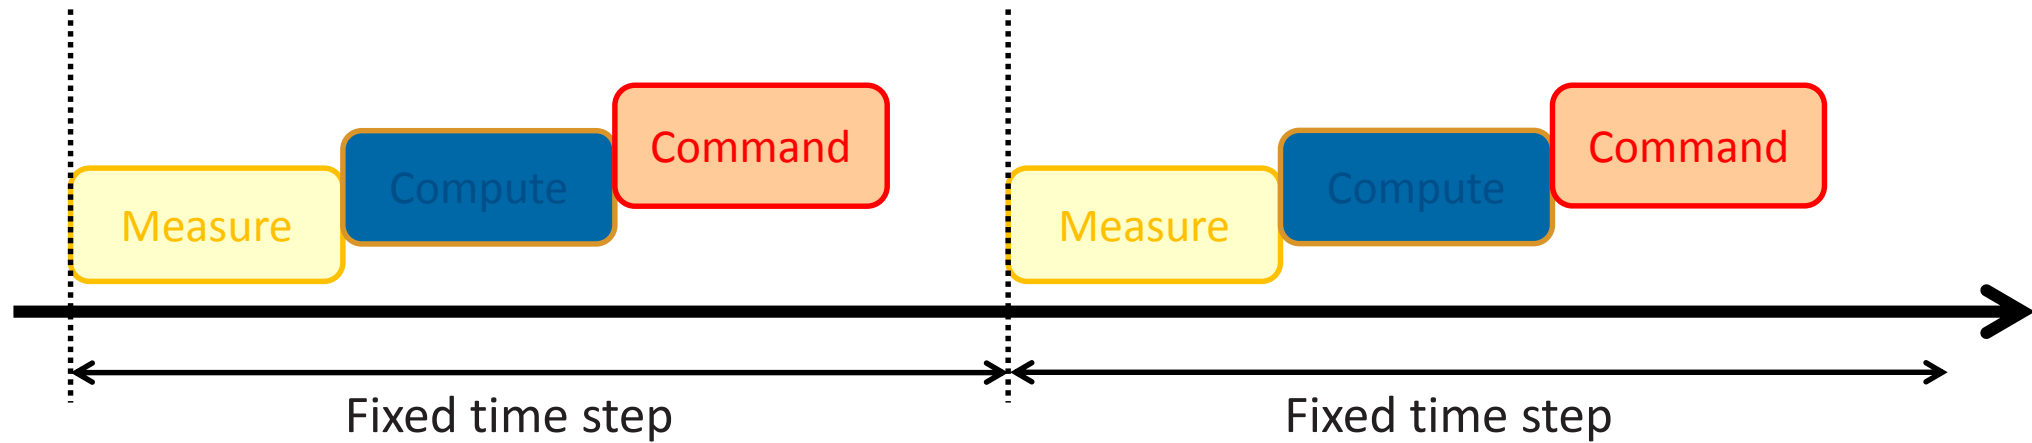 Command
Command
Compute
Compute
Measure
Measure
Fixed time step
Fixed time step